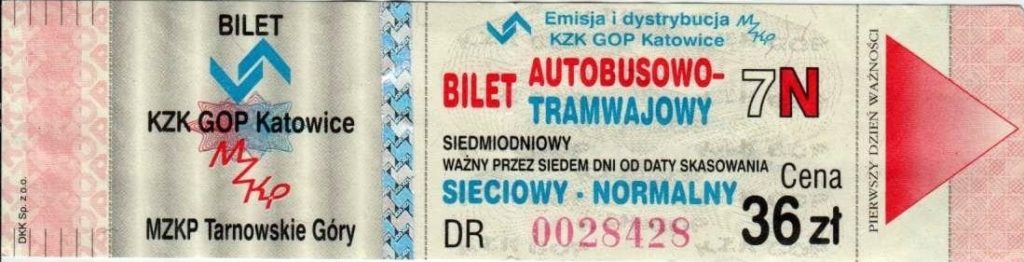 DKK Sp. z o.o.
BILET
KZK GOP Katowice
MZKP
MZKP Tarnowskie Góry
Emisja i dystrybucja MZKP
KZK GOP Katowice
BILET AUTOBUSOWO-
TRAMWAJOWY
7N
SIEDMIODNIOWY
WAŻNY PRZEZ SIEDEM DNI OD DATY SKASOWANIA
SIECIOWY - NORMALNY
Cena
36 zł
DR 0028428
PIERWSZY DZIEŃ WAŻNOŚCI